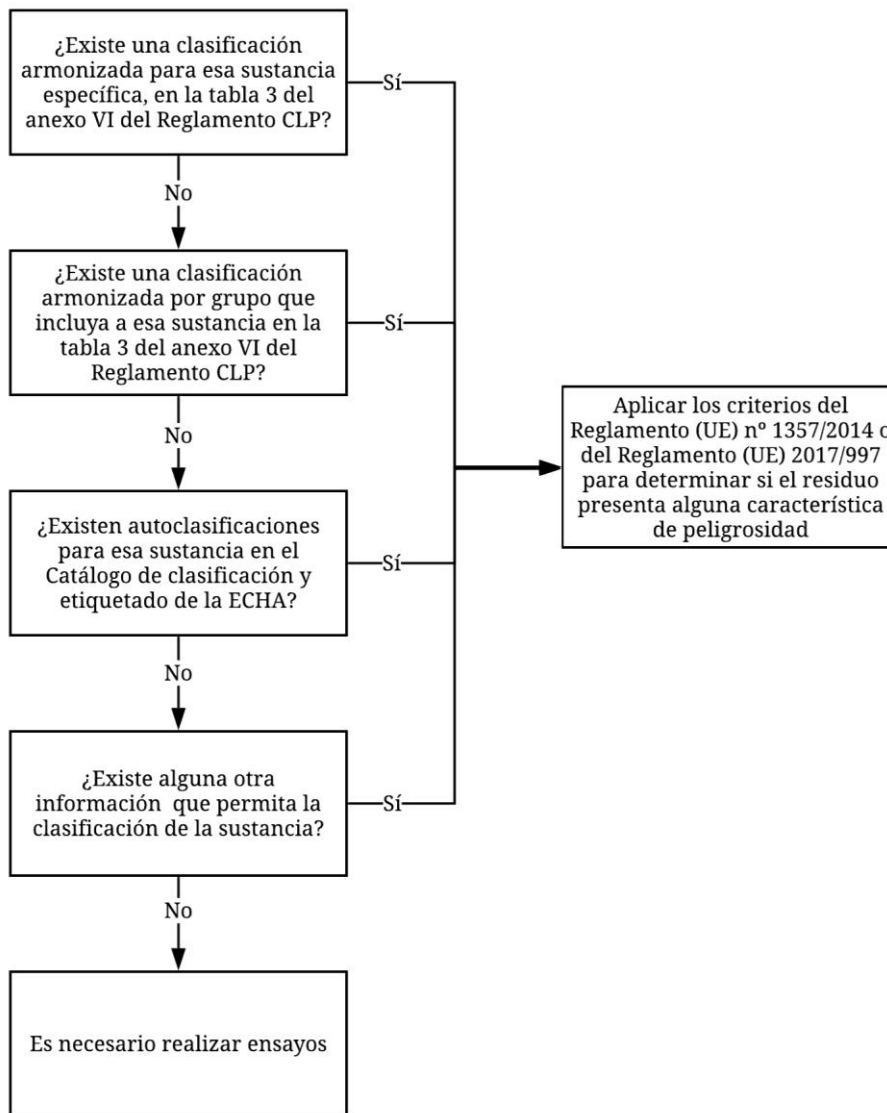 ¿Existe una clasificación
armonizada para esa sustancia
específica, en la tabla 3 del
anexo VI del Reglamento CLP?
Sí
No
¿Existe una clasificación
armonizada por grupo que
incluya a esa sustancia en la
tabla 3 del anexo VI del
Reglamento CLP?
Sí
No
¿Existen autoclasificaciones
para esa sustancia en el
Catálogo de clasificación y
etiquetado de la ECHA?
Sí
No
¿Existe alguna otra
información que permita la
clasificación de la sustancia?
Sí
No
Es necesario realizar ensayos
Aplicar los criterios del
Reglamento (UE) nº 1357/2014 o
del Reglamento (UE) 2017/997
para determinar si el residuo
presenta alguna característica
de peligrosidad